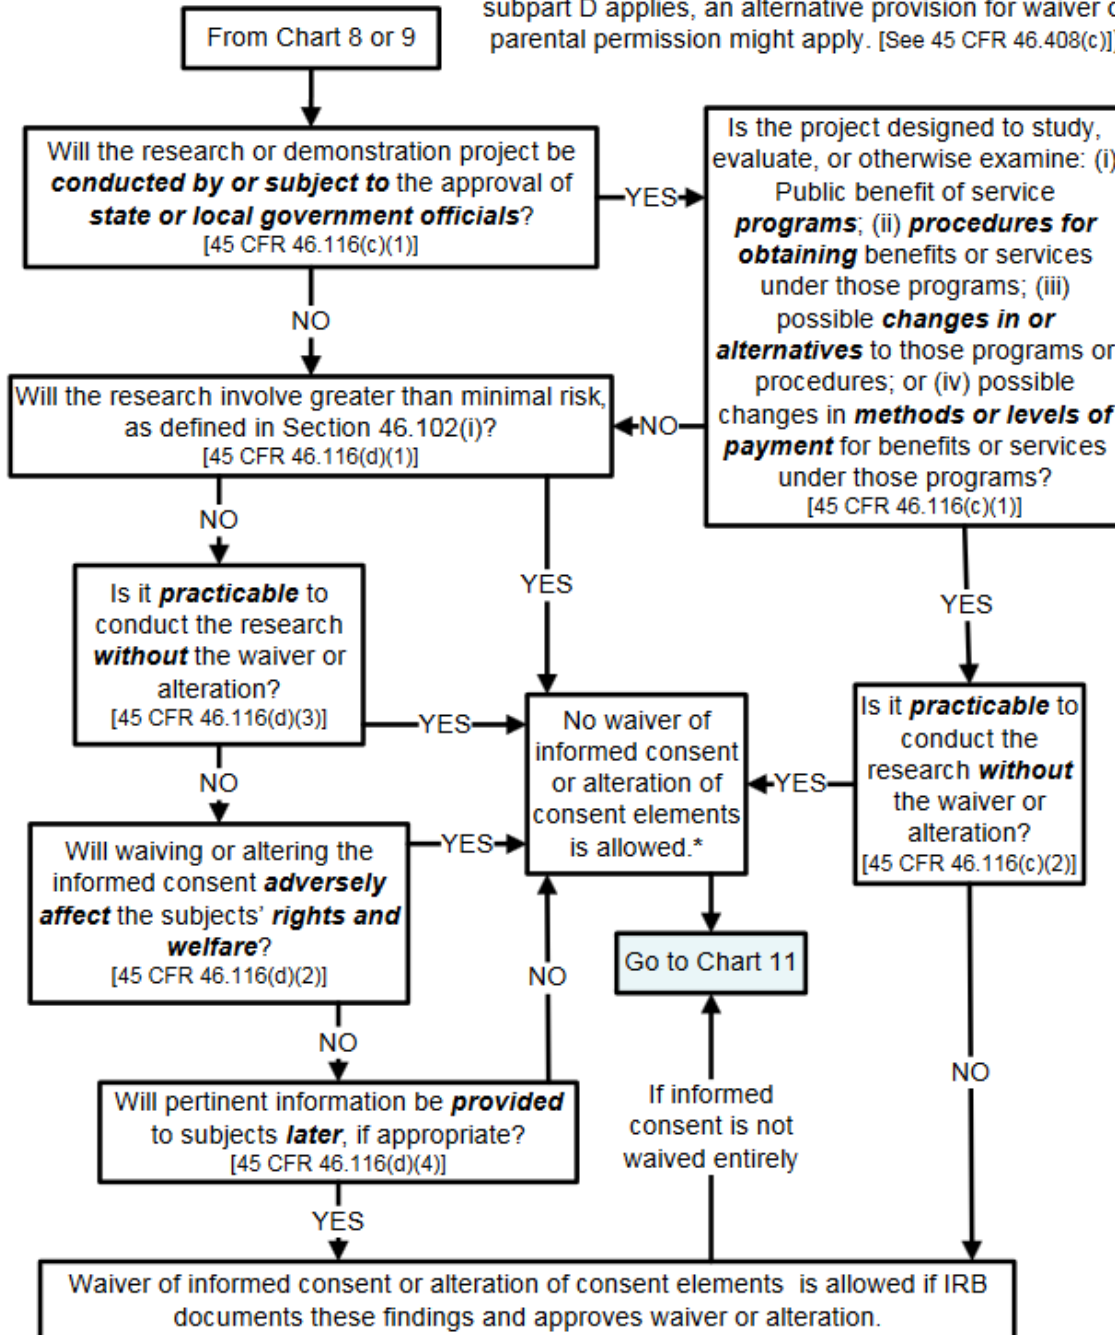 subpart D applies, an alternative provision for waiver
parental permission might apply. [See 45 CFR 46.408(c)]
From Chart 8 or 9
Will the research or demonstration project be
conducted by or subject to the approval of
state or local government officials?
[45 CFR 46.116(c)(1)]
YES
Is the project designed to study,
evaluate, or otherwise examine: (i)
Public benefit of service
programs; (ii) procedures for
obtaining benefits or services
under those programs; (iii)
possible changes in or
alternatives to those programs or
procedures; or (iv) possible
changes in methods or levels of
payment for benefits or services
under those programs?
[45 CFR 46.116(c)(1)]
NO
Will the research involve greater than minimal risk,
as defined in Section 46.102(i)?
[45 CFR 46.116(d)(1)]
NO
NO
YES
YES
Is it practicable to
conduct the research
without the waiver or
alteration?
[45 CFR 46.116(d)(3)]
YES
No waiver of
informed consent
or alteration of
consent elements
is allowed.*
YES
Is it practicable to
conduct the
research without
the waiver or
alteration?
[45 CFR 46.116(c)(2)]
NO
Will waiving or altering the
informed consent adversely
affect the subjects' rights and
welfare?
[45 CFR 46.116(d)(2)]
YES
Go to Chart 11
NO
NO
NO
Will pertinent information be provided
to subjects later, if appropriate?
[45 CFR 46.116(d)(4)]
If informed
consent is not
waived entirely
YES
Waiver of informed consent or alteration of consent elements is allowed if IRB
documents these findings and approves waiver or alteration.